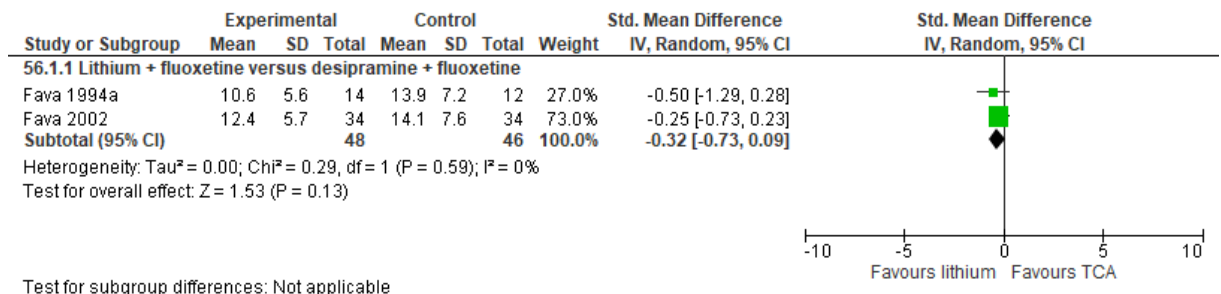 Experimental Control Std. Mean Difference Std. Mean Difference
Study or Subgroup Mean SD Total Mean SD Total Weight IV, Random, 95% CI IV, Random, 95% CI
56.1.1 Lithium + fluoxetine versus desipramine + fluoxetine
Fava 1994a 10.6 5.6 14 13.9 7.2 12 27.0% -0.50 [-1.29, 0.28]
Fava 2002 12.4 5.7 34 14.1 7.6 34 73.0% -0.25 [-0.73, 0.23]
Subtotal (95% CI) 48 46 100.0% -0.32 [-0.73, 0.09]
Heterogeneity: Tau² = 0.00; Chi² = 0.29, df = 1 (P = 0.59); I² = 0%
Test for overall effect: Z = 1.53 (P = 0.13)
-10 -5 0 5 10
Favours lithium Favours TCA
Test for subgroup differences: Not applicable